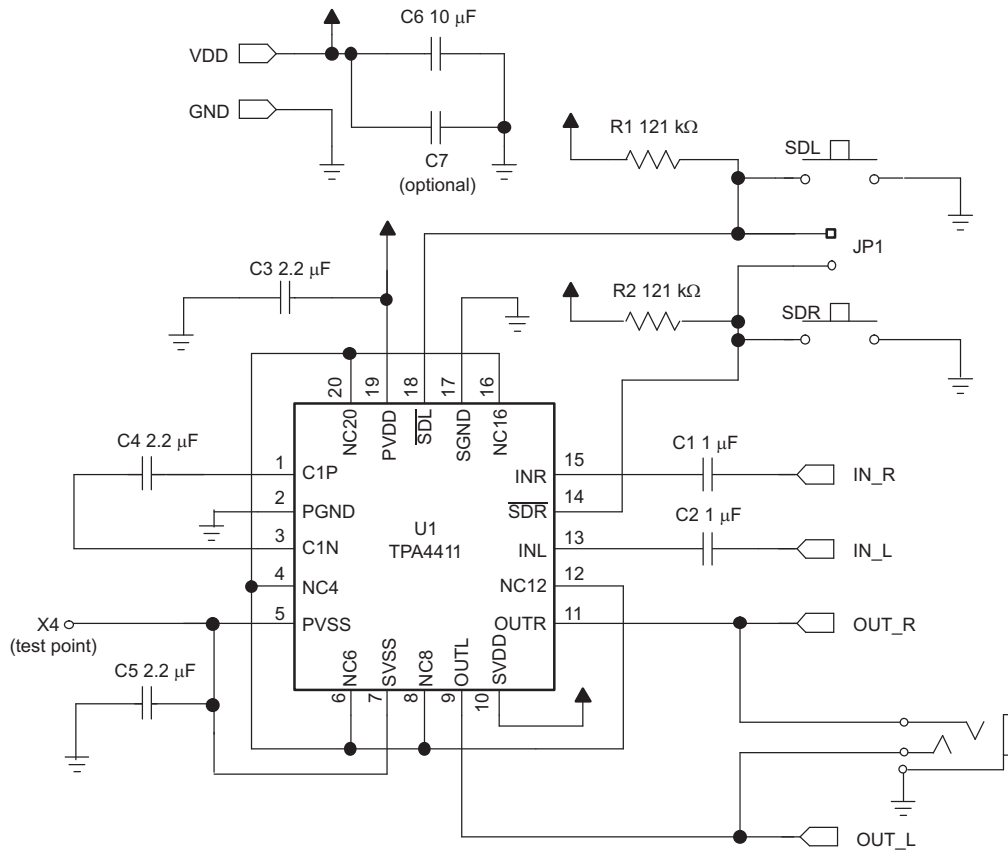 C6 10 μF
VDD
GND
C7
(optional)
R1 121 kΩ
SDL
JP1
C3 2.2 μF
R2 121 kΩ
SDR
20
19
18
17
16
NC20
PVDD
SDL
SGND
NC16
C4 2.2 μF
1
C1P
2
PGND
3
C1N
4
NC4
5
PVSS
U1
TPA4411
15
INR
C1 1 μF
IN_R
14
SDR
C2 1 μF
13
INL
IN_L
12
NC12
11
OUTR
OUT_R
X4
(test point)
C5 2.2 μF
NC6
SVSS
NC8
OUTL
SVDD
6
7
8
9
10
OUT_L